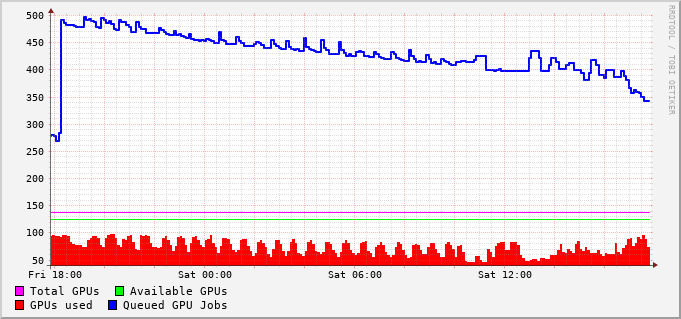 500
450
400
350
300
250
200
150
100
50
Fri 18:00 Sat 00:00 Sat 06:00 Sat 12:00
Total GPUs Available GPUs
GPUs used Queued GPU Jobs
RRDTOOL / TOBI OETIKER